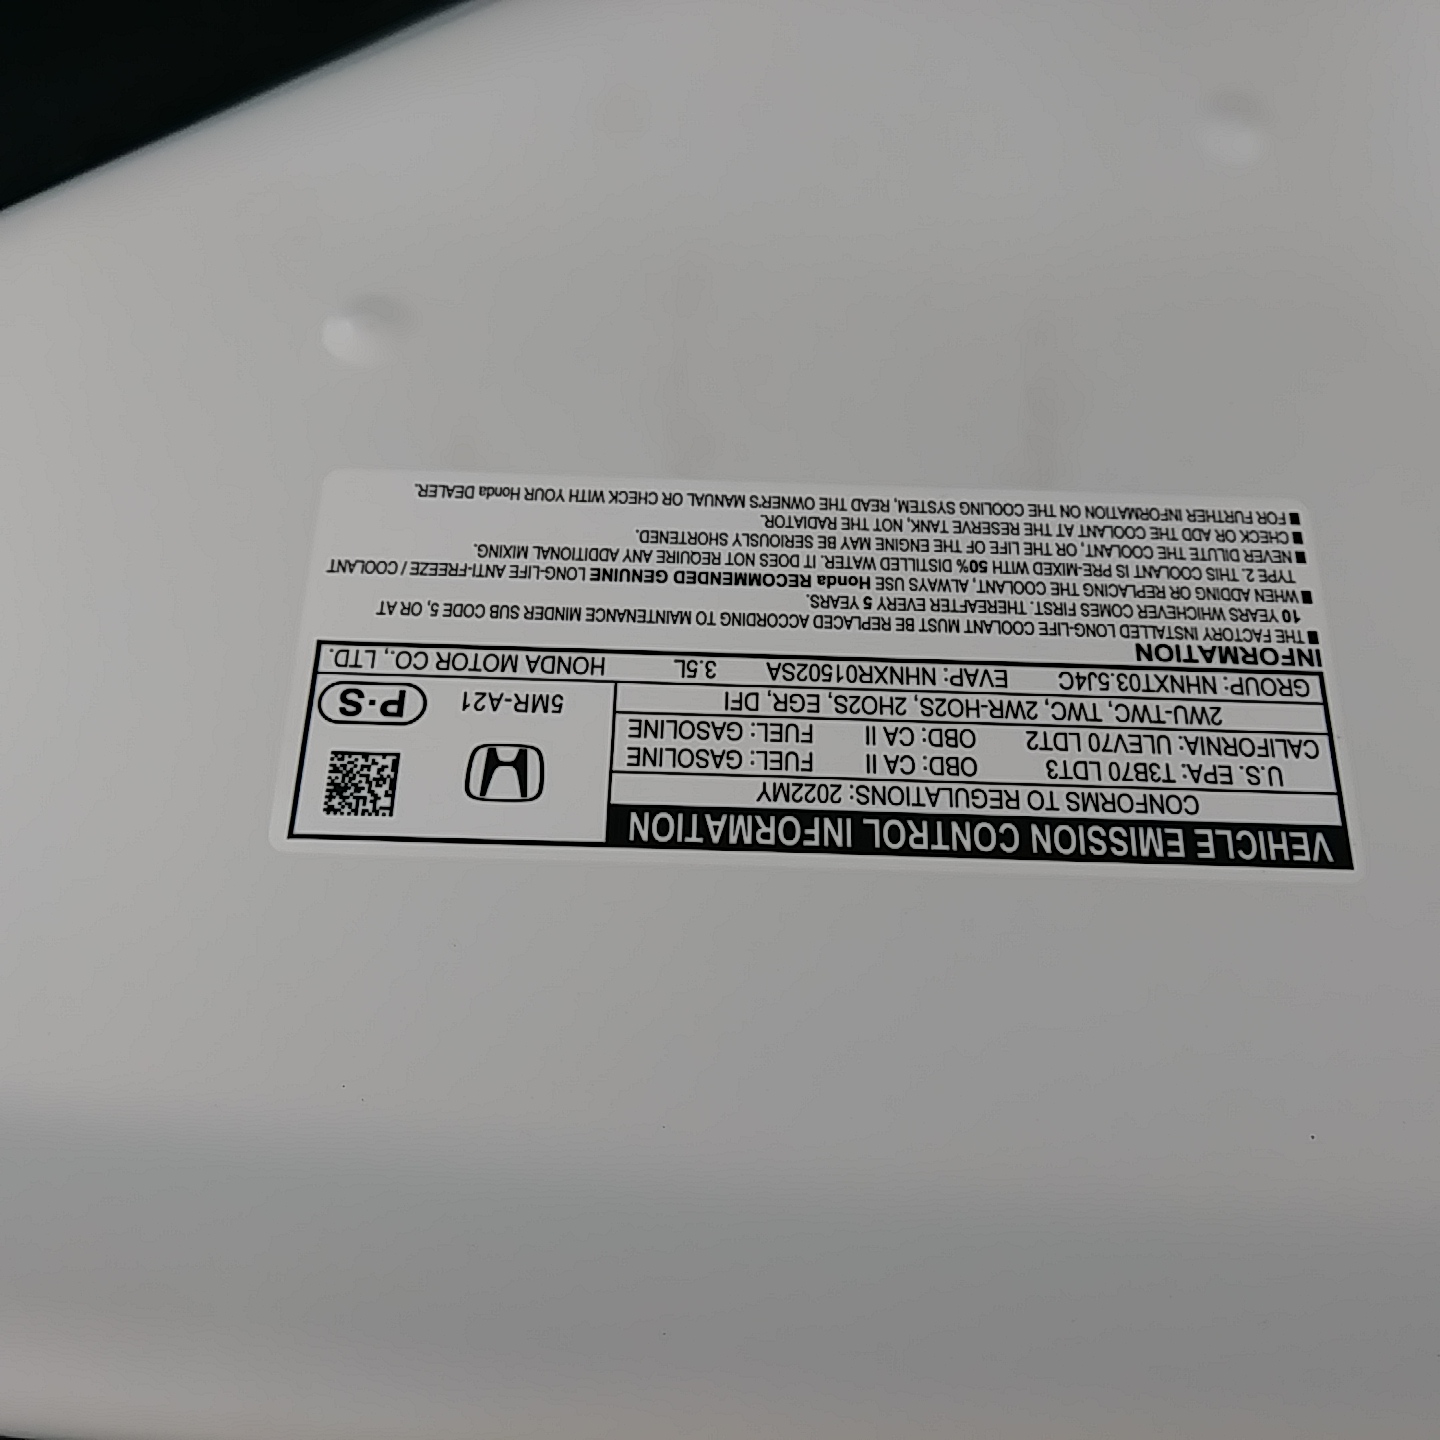 VEHICLE EMISSION CONTROL INFORMATION
CONFORMS TO REGULATIONS: 2022MY
U.S. EPA: T3B70 LDT3 OBD: CA II FUEL: GASOLINE
CALIFORNIA: ULEV70 LDT2 OBD: CA II FUEL: GASOLINE
2WU-TWC, TWC, 2WR-HO2S, 2HO2S, EGR, DFI
5MR-A21 P·S
GROUP: NHNXT03.5J4C EVAP: NHNXR01502SA 3.5L HONDA MOTOR CO., LTD.
INFORMATION
■ THE FACTORY INSTALLED LONG-LIFE COOLANT MUST BE REPLACED ACCORDING TO MAINTENANCE MINDER SUB CODE 5, OR AT
10 YEARS WHICHEVER COMES FIRST. THEREAFTER EVERY 5 YEARS.
■ WHEN ADDING OR REPLACING THE COOLANT, ALWAYS USE Honda RECOMMENDED GENUINE LONG-LIFE ANTI-FREEZE / COOLANT
TYPE 2. THIS COOLANT IS PRE-MIXED WITH 50% DISTILLED WATER. IT DOES NOT REQUIRE ANY ADDITIONAL MIXING.
■ NEVER DILUTE THE COOLANT, OR THE LIFE OF THE ENGINE MAY BE SERIOUSLY SHORTENED.
■ CHECK OR ADD THE COOLANT AT THE RESERVE TANK, NOT THE RADIATOR.
■ FOR FURTHER INFORMATION ON THE COOLING SYSTEM, READ THE OWNER'S MANUAL OR CHECK WITH YOUR Honda DEALER.